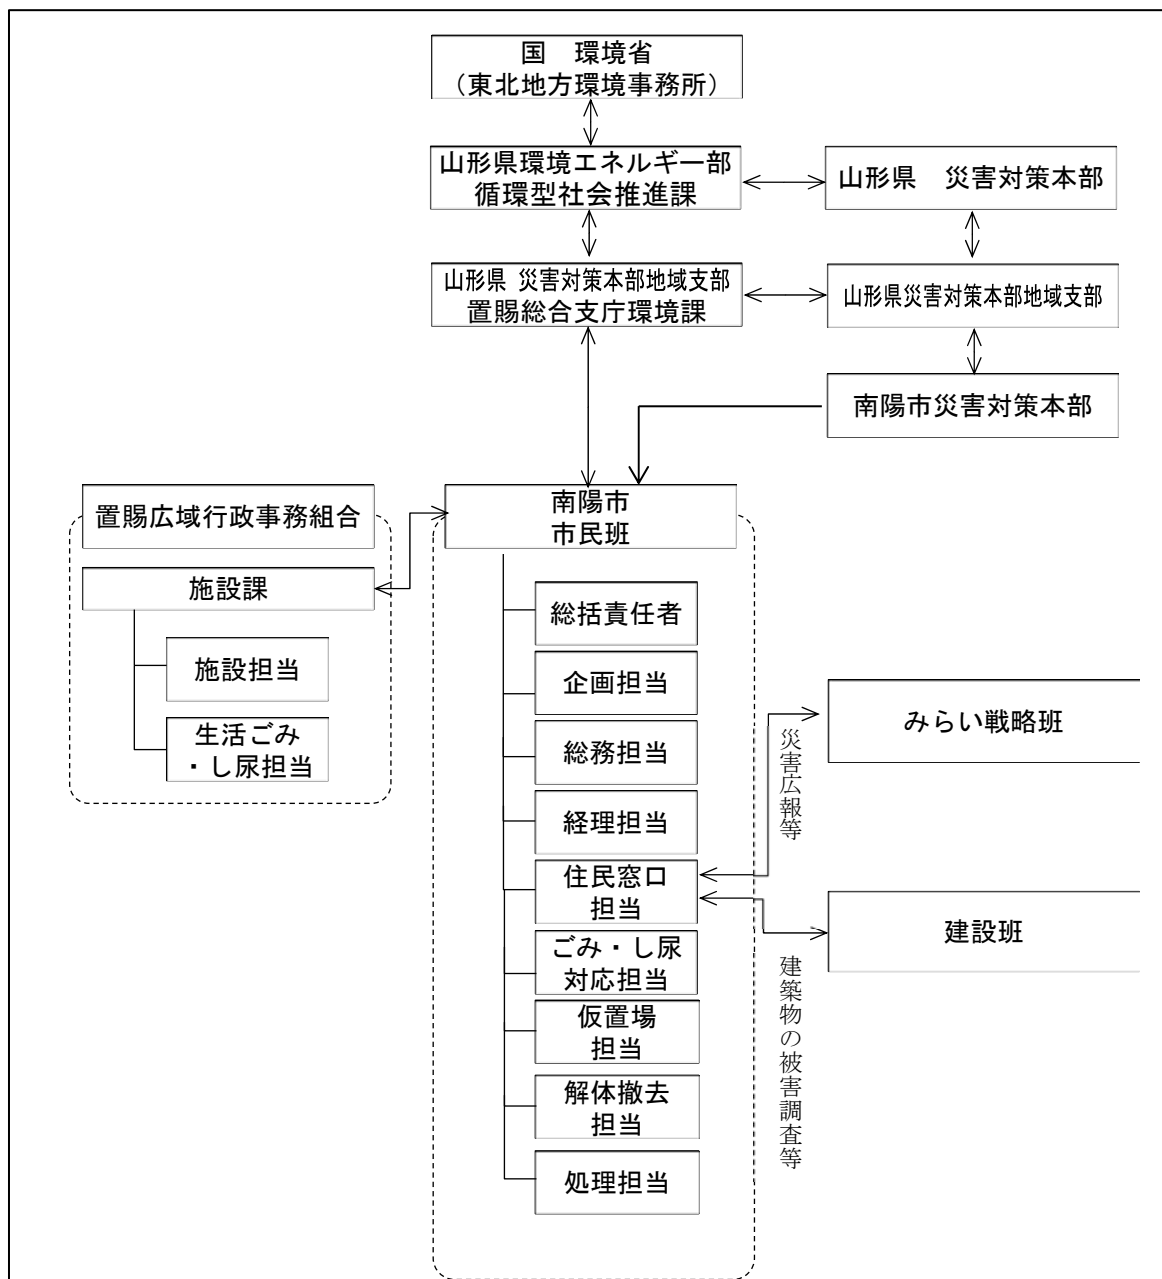 国　環境省
（東北地方環境事務所）
山形県環境エネルギー部
循環型社会推進課
山形県　災害対策本部
山形県 災害対策本部地域支部
置賜総合支庁環境課
山形県災害対策本部地域支部
南陽市災害対策本部
置賜広域行政事務組合
施設課
施設担当
生活ごみ
・し尿担当
南陽市
市民班
総括責任者
企画担当
総務担当
経理担当
住民窓口
担当
ごみ・し尿
対応担当
仮置場
担当
解体撤去
担当
処理担当
災害広報等
みらい戦略班
建築物の被害調査等
建設班